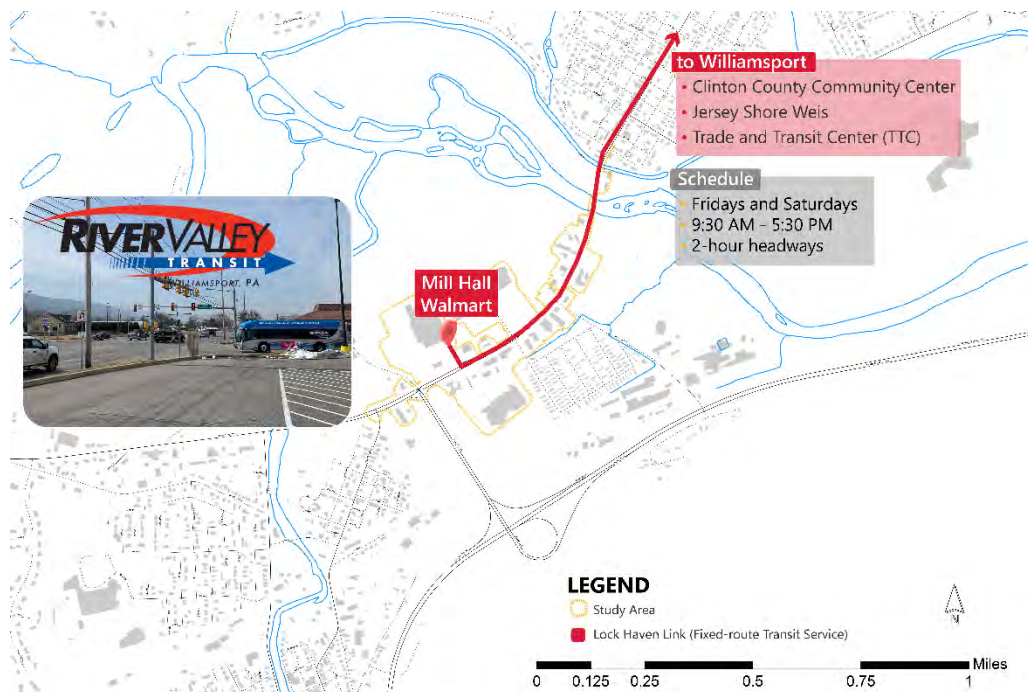 to Williamsport
• Clinton County Community Center
• Jersey Shore Weis
• Trade and Transit Center (TTC)
Schedule
• Fridays and Saturdays
• 9:30 AM - 5:30 PM
• 2-hour headways
RIVER VALLEY
TRANSIT
WILLIAMSPORT, PA
Mill Hall
Walmart
LEGEND
Study Area
Lock Haven Link (Fixed-route Transit Service)
N
Miles
0 0.125 0.25 0.5 0.75 1